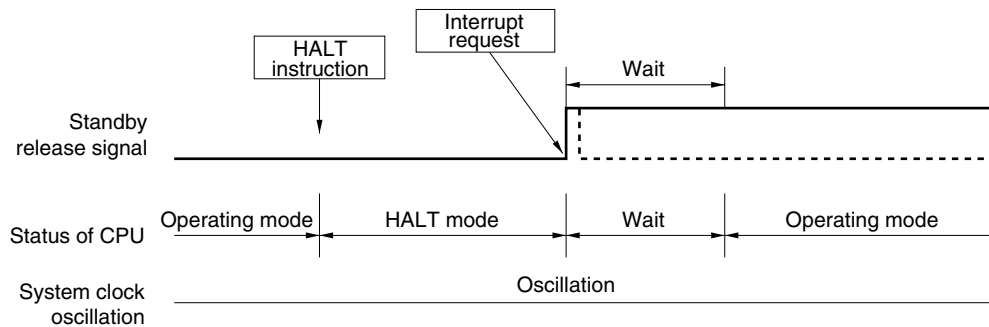 Interrupt
request
HALT
instruction
Wait
Standby
release signal
Operating mode
HALT mode
Wait
Operating mode
Status of CPU
Oscillation
System clock
oscillation